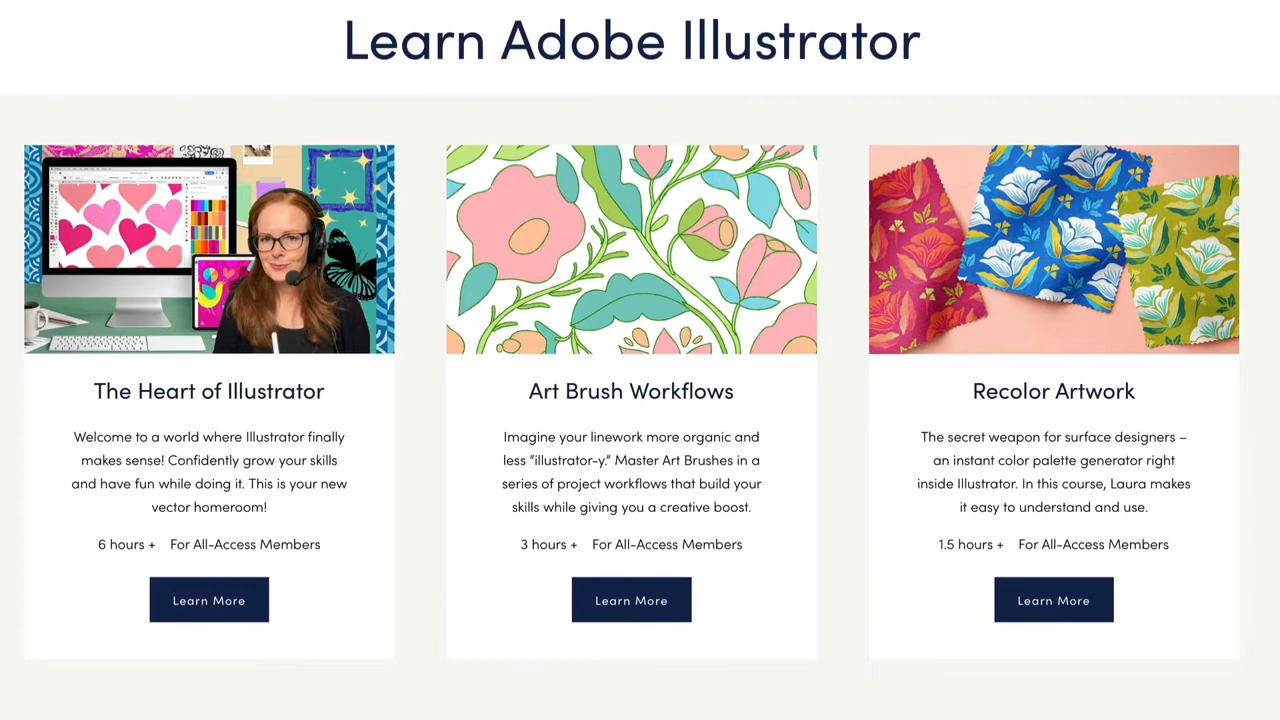 Learn Adobe Illustrator
The Heart of Illustrator
Welcome to a world where Illustrator finally
makes sense! Confidently grow your skills
and have fun while doing it. This is your new
vector homeroom!
6 hours + For All-Access Members
Learn More
Art Brush Workflows
Imagine your linework more organic and
less “illustrator-y.” Master Art Brushes in a
series of project workflows that build your
skills while giving you a creative boost.
3 hours + For All-Access Members
Learn More
Recolor Artwork
The secret weapon for surface designers –
an instant color palette generator right
inside Illustrator. In this course, Laura makes
it easy to understand and use.
1.5 hours + For All-Access Members
Learn More